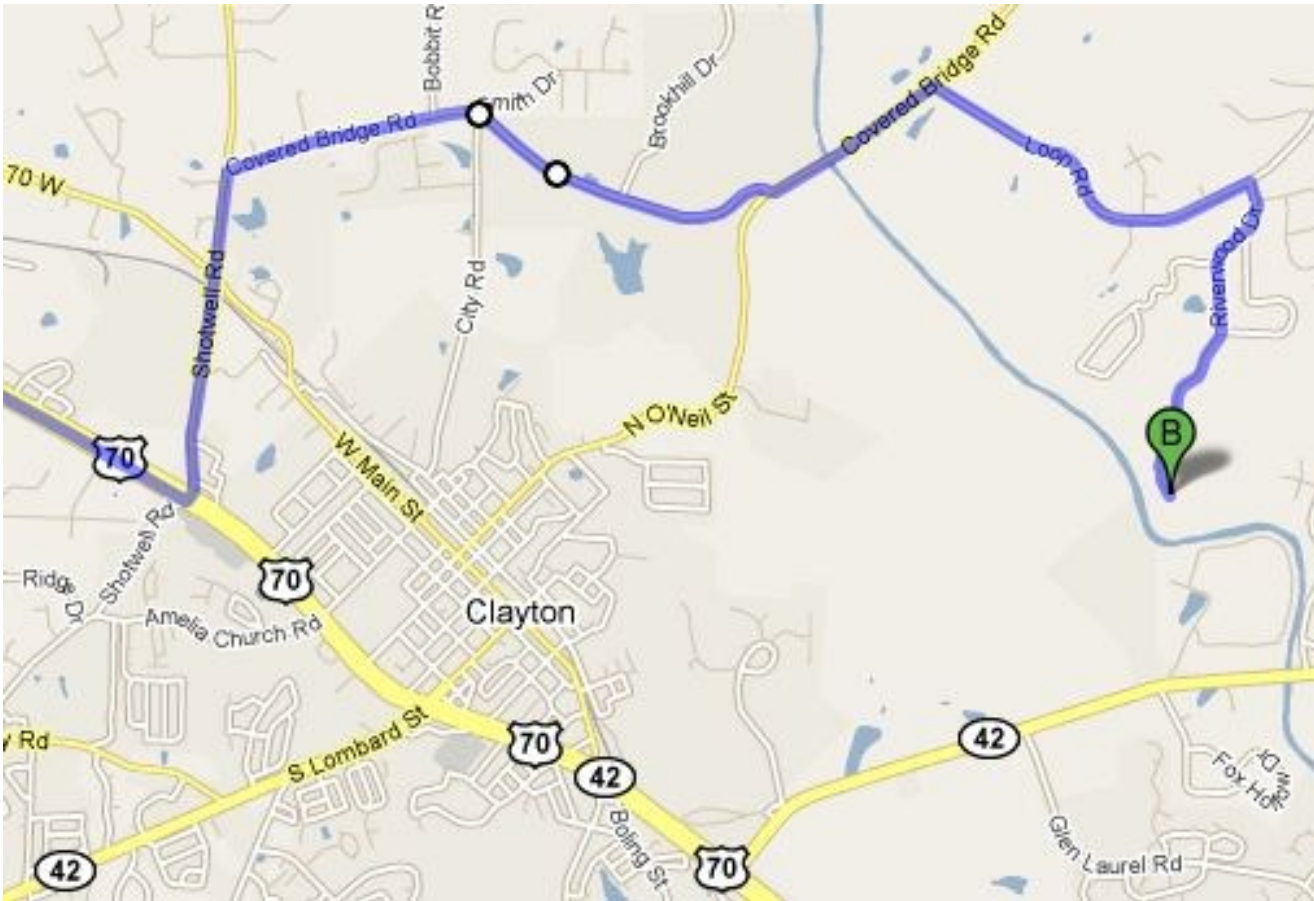 Bobbit R
Smith Dr
Brookhill Dr
Covered Bridge Rd
Covered Bridge Rd
70 W
Loop Rd
Riverwood Dr
Shotwell Rd
City Rd
N O'Neil St
W Main St
B
70
Shotwell Rd
Ridge Dr
70
Amelia Church Rd
Clayton
S Lombard St
y Rd
70
42
42
Boling St
Fox Hollow Dr
Glen Laurel Rd
42
70